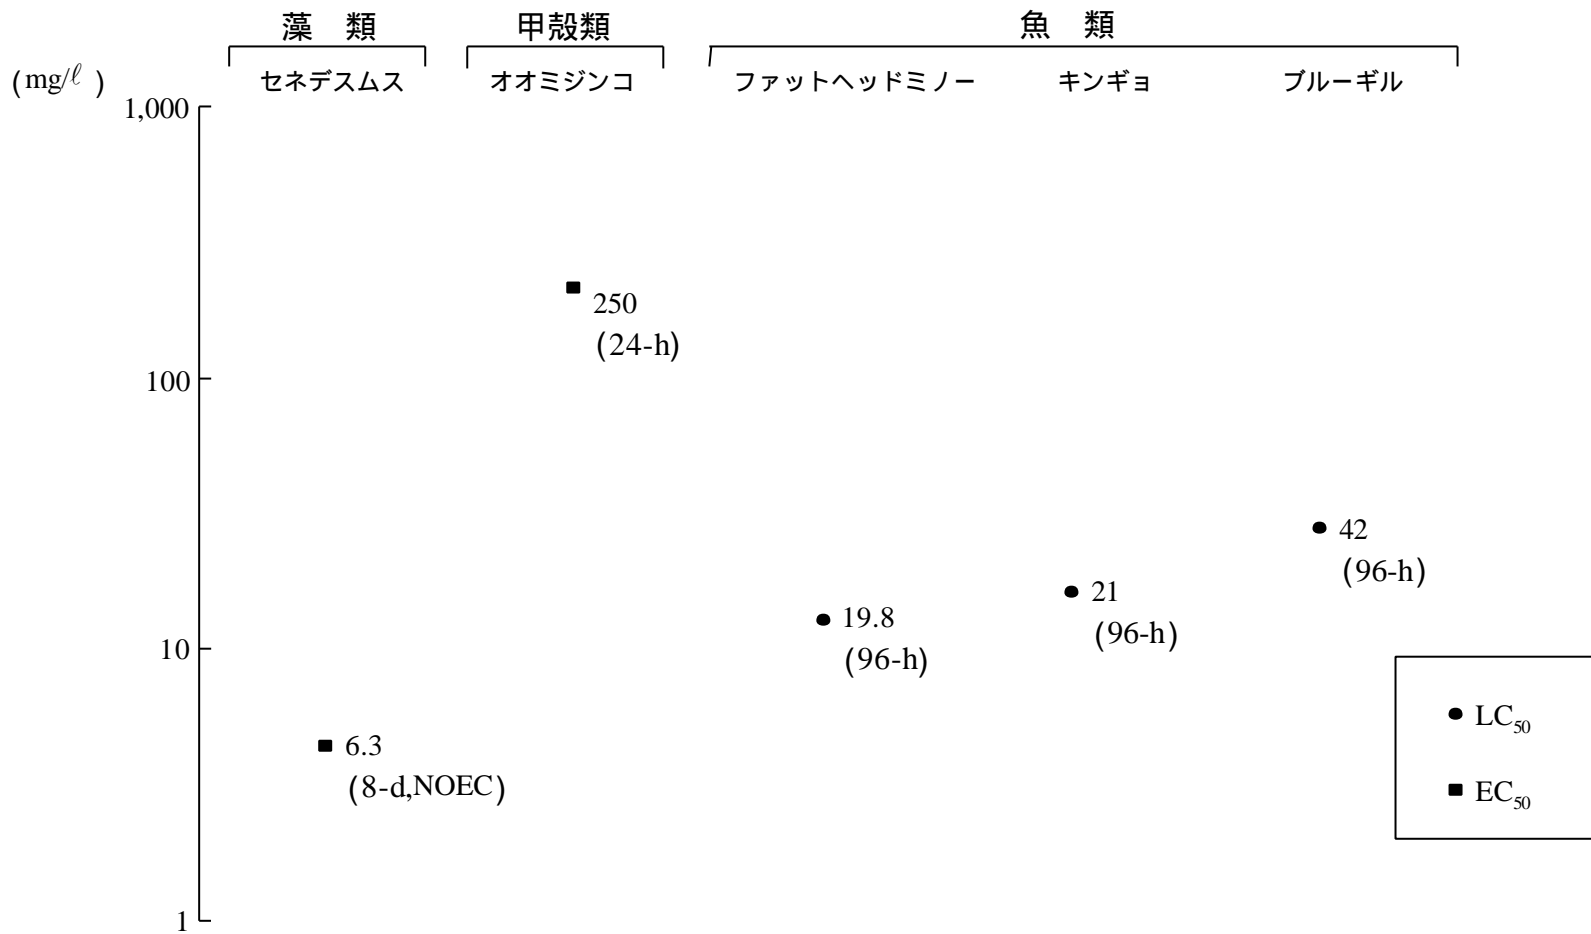 藻 類 甲殻類 魚 類
(mg/ℓ ) セネデスムス オオミジンコ ファットヘッドミノー キンギョ ブルーギル
1,000
250
(24-h)
100
42
(96-h)
21
(96-h)
19.8
(96-h)
10
6.3
(8-d,NOEC)
LC50
EC50
1